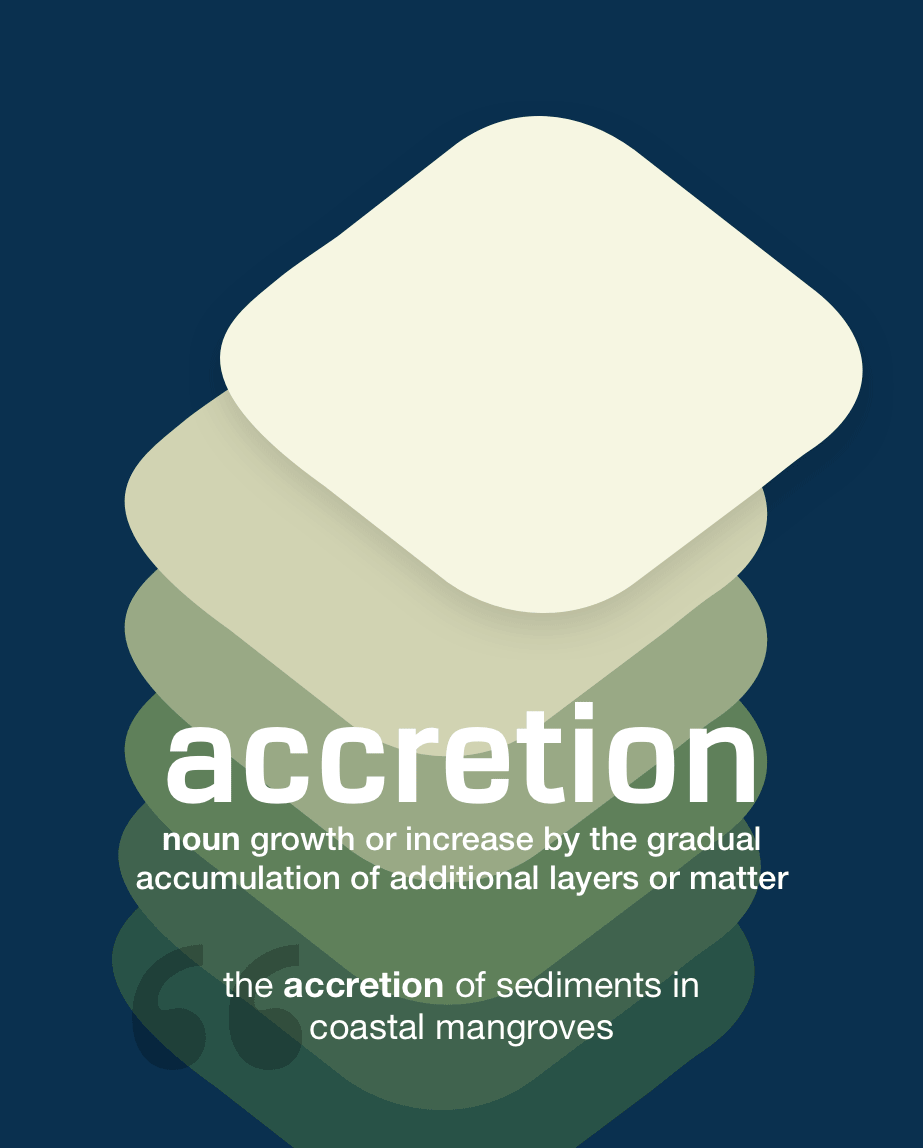 accretion
noun growth or increase by the gradual
accumulation of additional layers or matter
“
the accretion of sediments in
coastal mangroves